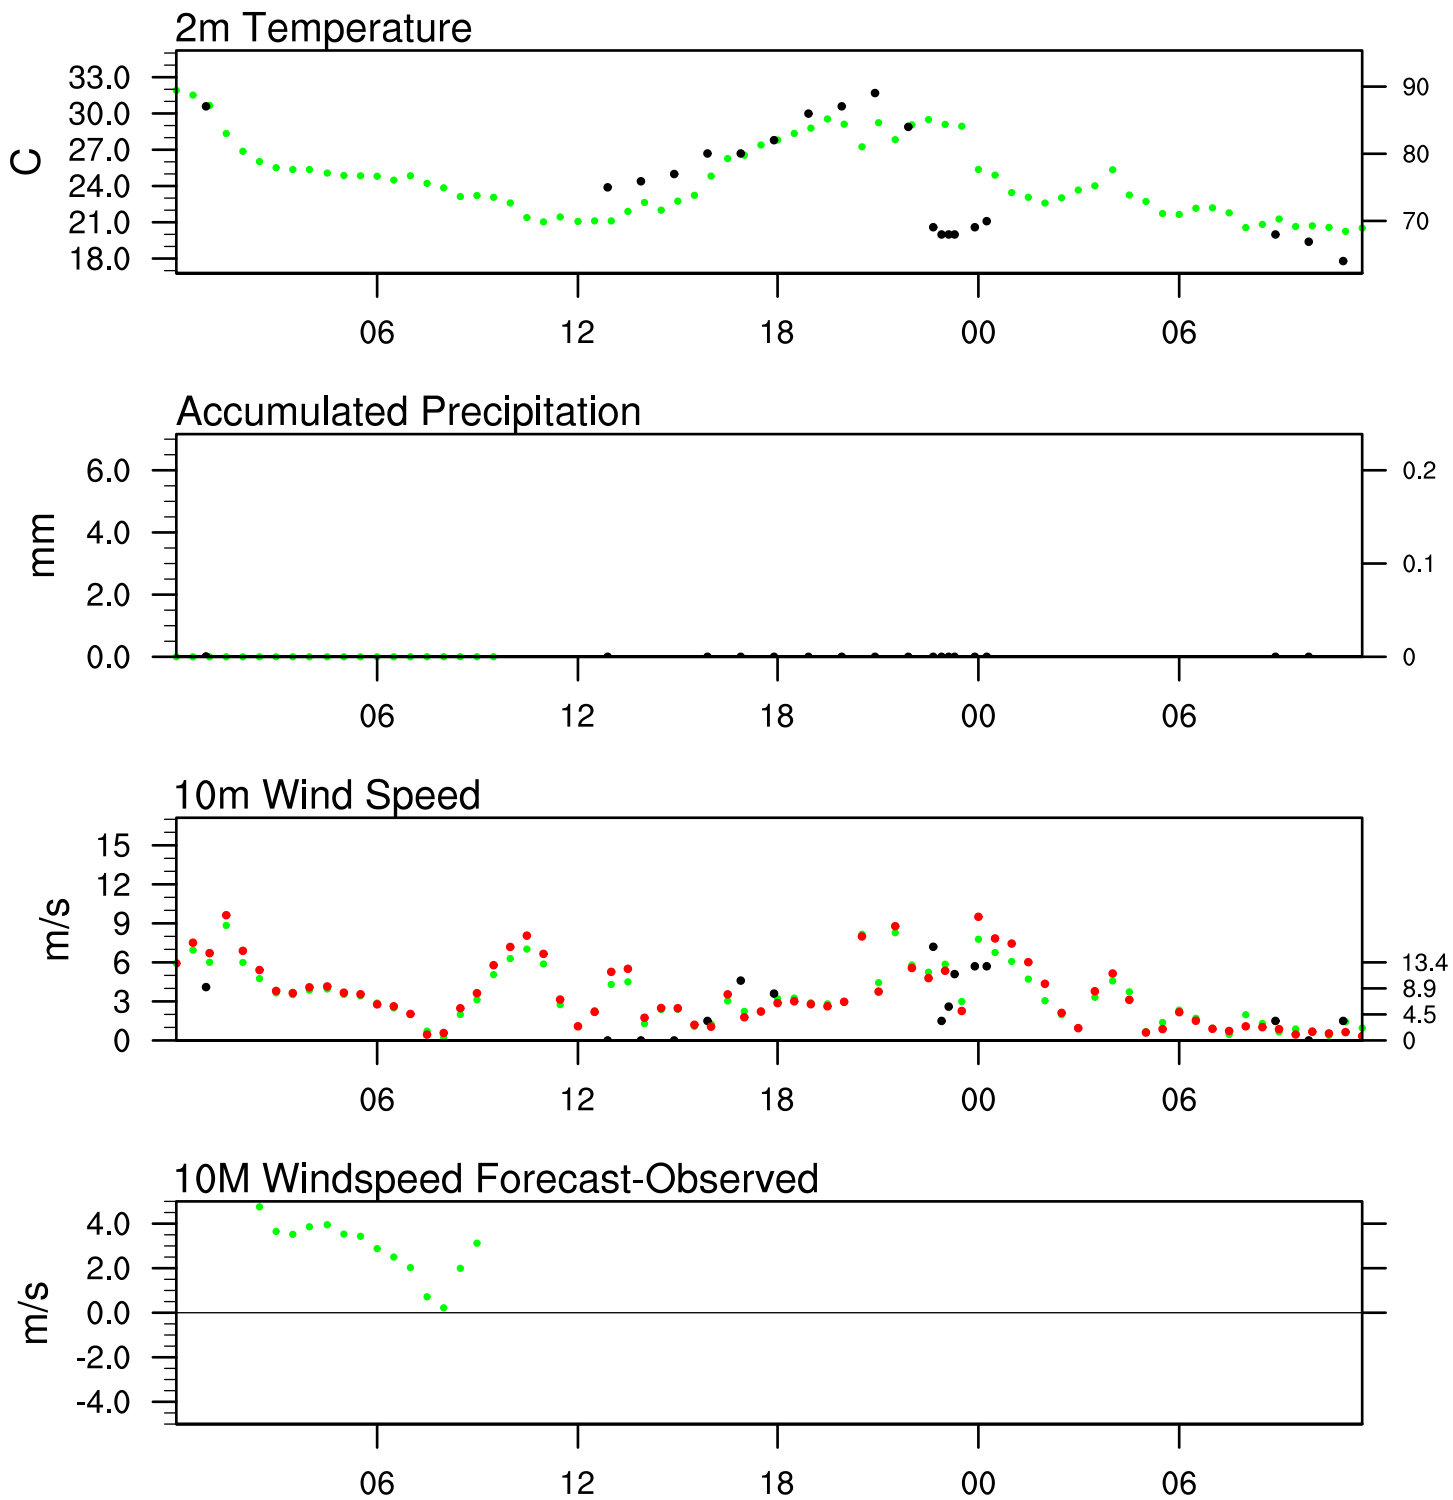 2m Temperature
33.0
30.0
27.0
24.0
21.0
18.0
C
90
80
70
06 12 18 00 06
Accumulated Precipitation
6.0
4.0
2.0
0.0
mm
0.2
0.1
0
06 12 18 00 06
10m Wind Speed
15
12
9
6
3
0
m/s
13.4
8.9
4.5
0
06 12 18 00 06
10M Windspeed Forecast-Observed
4.0
2.0
0.0
-2.0
-4.0
m/s
06 12 18 00 06